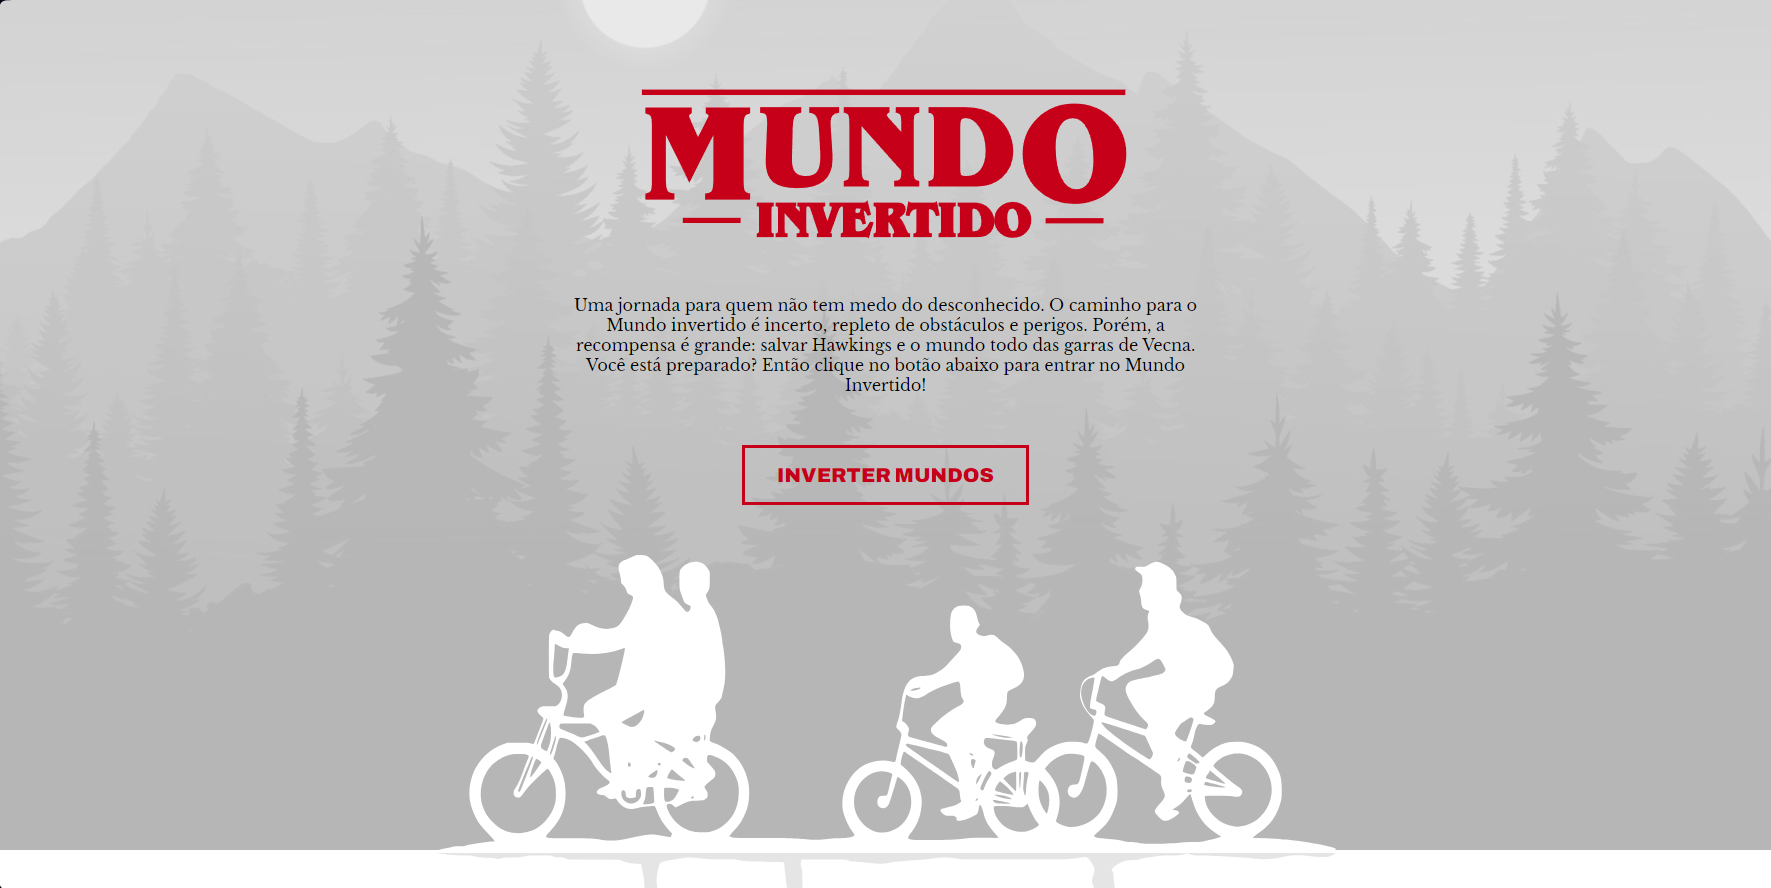 MUNDO
INVERTIDO
Uma jornada para quem não tem medo do desconhecido. O caminho para o
Mundo invertido é incerto, repleto de obstáculos e perigos. Porém, a
recompensa é grande: salvar Hawkings e o mundo todo das garras de Vecna.
Você está preparado? Então clique no botão abaixo para entrar no Mundo
Invertido!
INVERTER MUNDOS